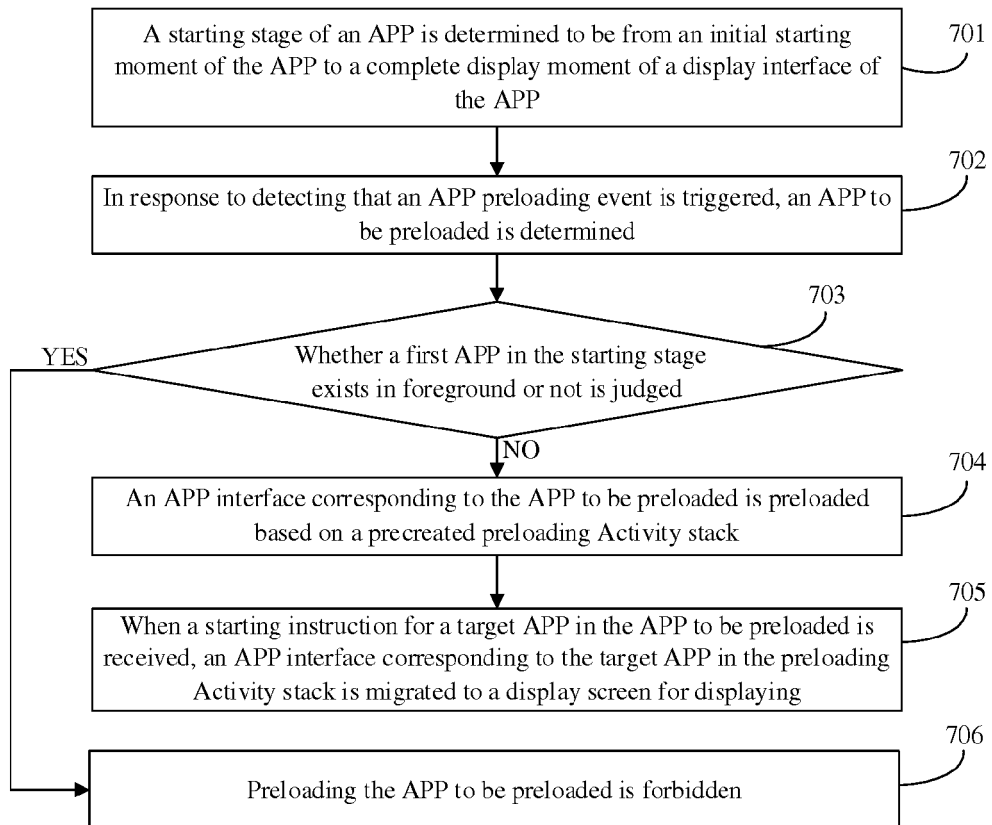 A starting stage of an APP is determined to be from an initial starting
moment of the APP to a complete display moment of a display interface of
the APP
701
702
In response to detecting that an APP preloading event is triggered, an APP to
be preloaded is determined
703
YES
Whether a first APP in the starting stage
exists in foreground or not is judged
NO
704
An APP interface corresponding to the APP to be preloaded is preloaded
based on a precreated preloading Activity stack
705
When a starting instruction for a target APP in the APP to be preloaded is
received, an APP interface corresponding to the target APP in the preloading
Activity stack is migrated to a display screen for displaying
706
Preloading the APP to be preloaded is forbidden